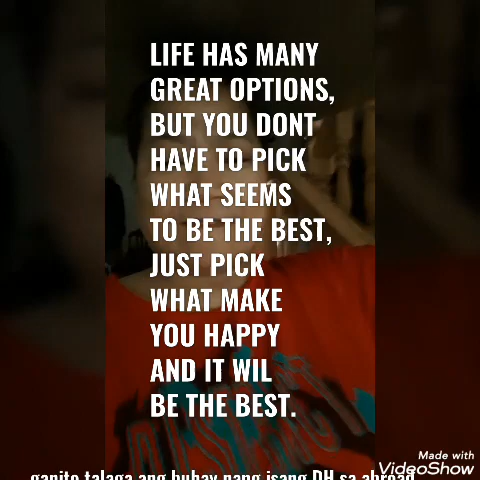 LIFE HAS MANY
GREAT OPTIONS,
BUT YOU DONT
HAVE TO PICK
WHAT SEEMS
TO BE THE BEST,
JUST PICK
WHAT MAKE
YOU HAPPY
AND IT WIL
BE THE BEST.
ganito talaga ang buhay nang isang DH sa abroad
Made with
VideoShow